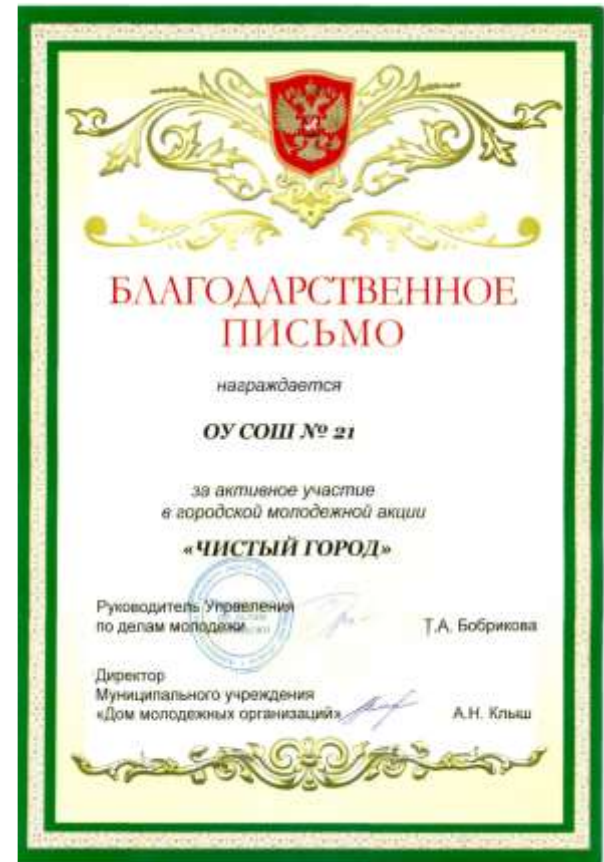 БЛАГОДАРСТВЕННОЕ
ПИСЬМО
награждается
ОУ СОШ № 21
за активное участие
в городской молодежной акции
«ЧИСТЫЙ ГОРОД»
Руководитель Управления
по делам молодежи
Т.А. Бобрикова
Директор
Муниципального учреждения
«Дом молодежных организаций»
А.Н. Клыш